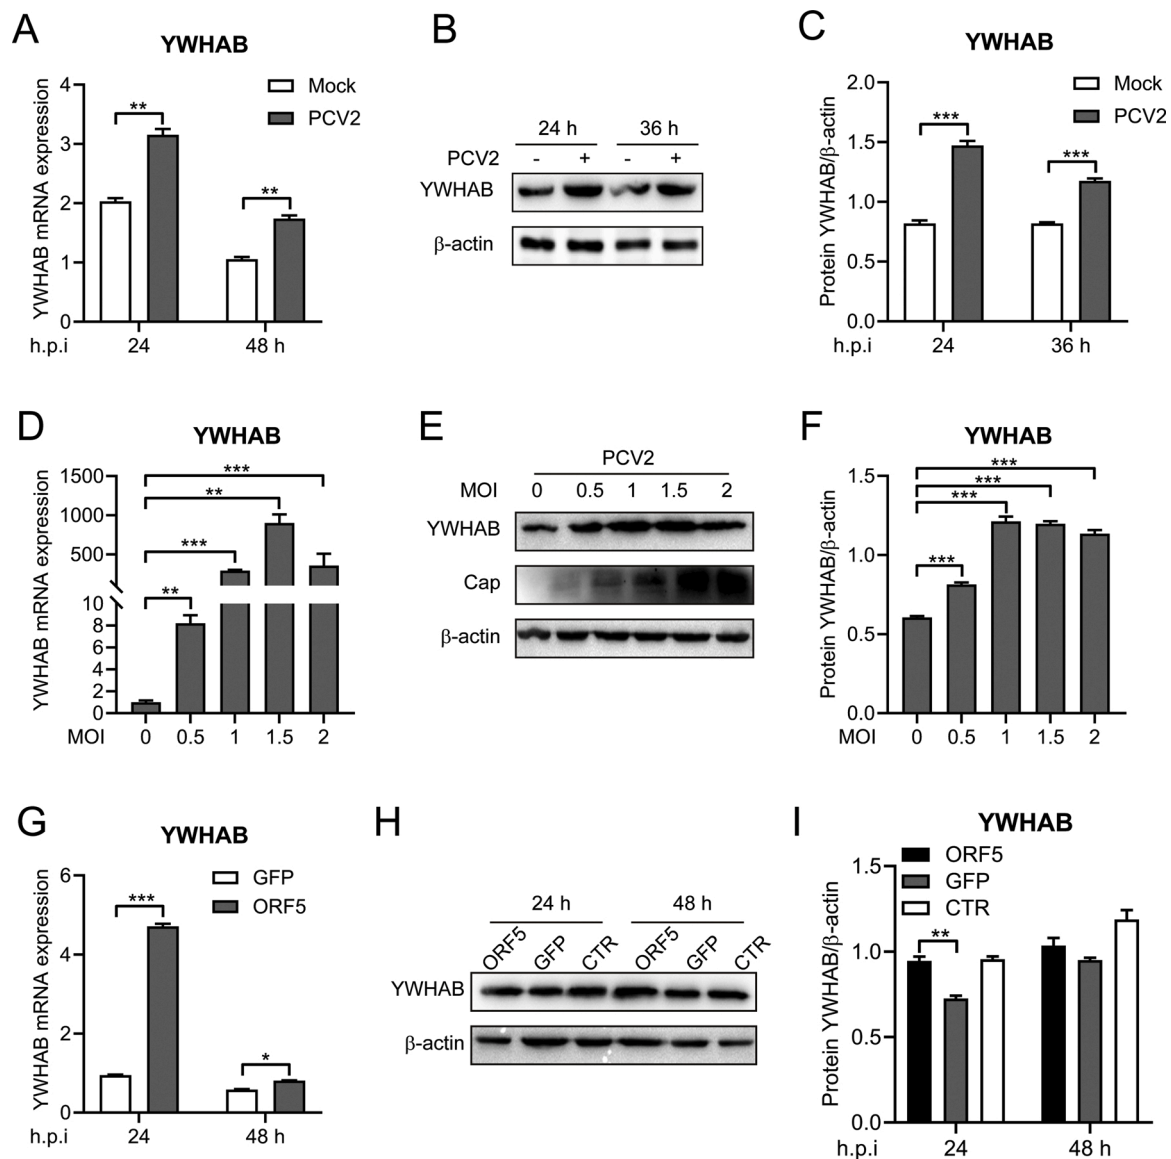 A
YWHAB
YWHAB mRNA expression
4
3
2
1
0
Mock
PCV2
**
**
h.p.i
24
48 h
B
24 h
36 h
PCV2
-
+
-
+
YWHAB
β-actin
C
YWHAB
Protein YWHAB/β-actin
2.0
1.5
1.0
0.5
0.0
Mock
PCV2
***
***
h.p.i
24
36 h
D
YWHAB
YWHAB mRNA expression
1500
1000
500
10
8
6
4
2
0
***
**
***
**
MOI
0
0.5
1
1.5
2
E
PCV2
MOI
0
0.5
1
1.5
2
YWHAB
Cap
β-actin
F
YWHAB
Protein YWHAB/β-actin
1.5
1.0
0.5
0.0
***
***
***
***
MOI
0
0.5
1
1.5
2
G
YWHAB
YWHAB mRNA expression
6
4
2
0
GFP
ORF5
***
*
h.p.i
24
48 h
H
24 h
48 h
ORF5
GFP
CTR
ORF5
GFP
CTR
YWHAB
β-actin
I
YWHAB
Protein YWHAB/β-actin
1.5
1.0
0.5
0.0
ORF5
GFP
CTR
**
h.p.i
24
48 h